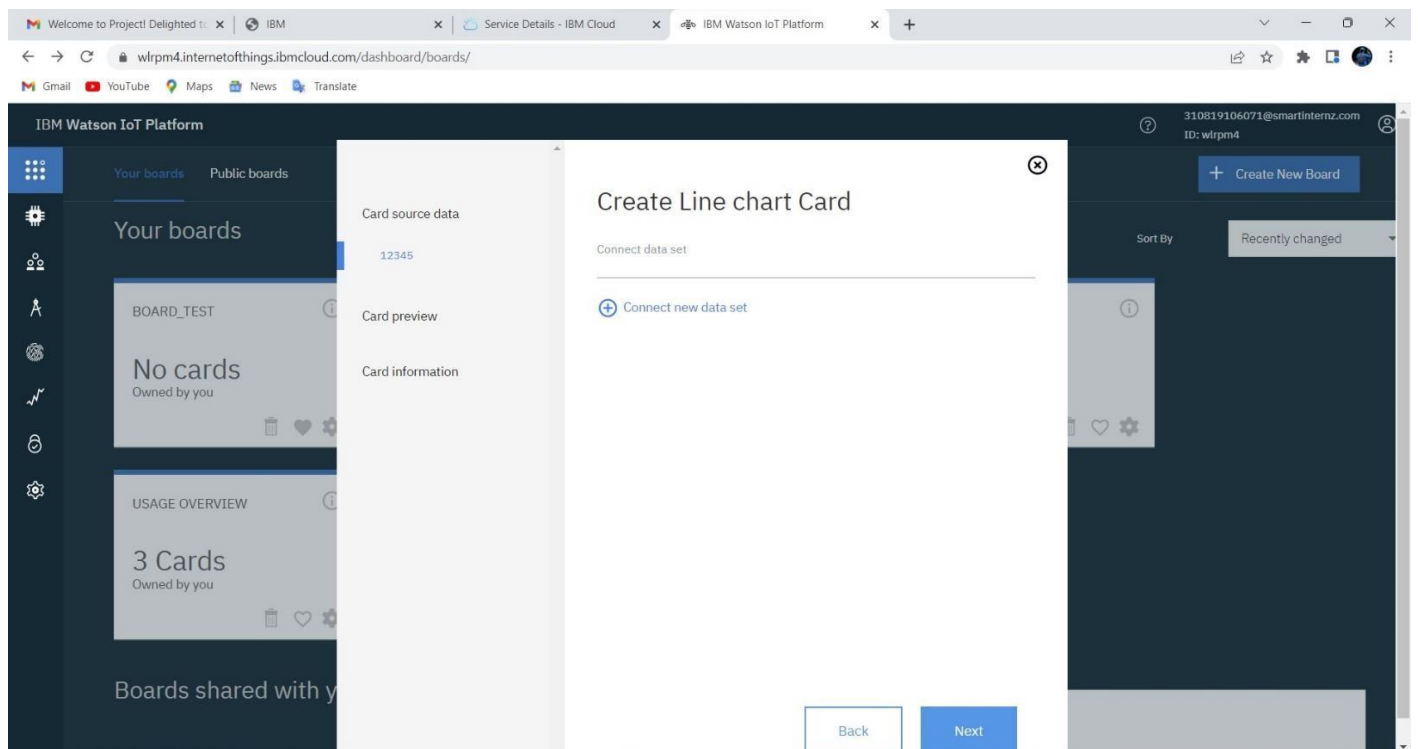 Welcome to Project! Delighted to
IBM
Service Details - IBM Cloud
IBM Watson IoT Platform
wlrpm4.internetofthings.ibmcloud.com/dashboard/boards/
Gmail
YouTube
Maps
News
Translate
IBM Watson IoT Platform
310819106071@smartinternz.com
ID: wlrpm4
Your boards
Public boards
Create New Board
Your boards
Sort By
Recently changed
BOARD_TEST
No cards
Owned by you
USAGE OVERVIEW
3 Cards
Owned by you
Boards shared with y
Card source data
12345
Card preview
Card information
Create Line chart Card
Connect data set
Connect new data set
Back
Next